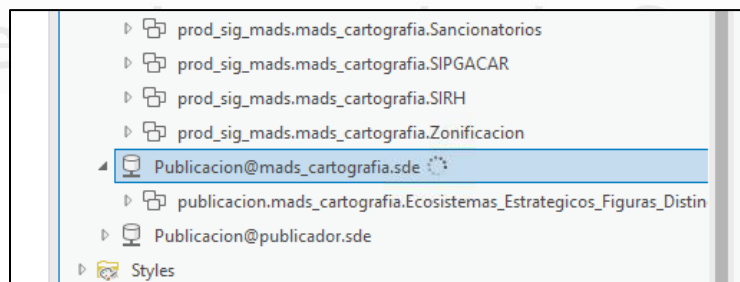 prod_sig_mads.mads_cartografia.Sancionatorios
prod_sig_mads.mads_cartografia.SIPGACAR
prod_sig_mads.mads_cartografia.SIRH
prod_sig_mads.mads_cartografia.Zonificacion
Publicacion@mads_cartografia.sde
publicacion.mads_cartografia.Ecosistemas_Estrategicos_Figuras_Distin
Publicacion@publicador.sde
Styles